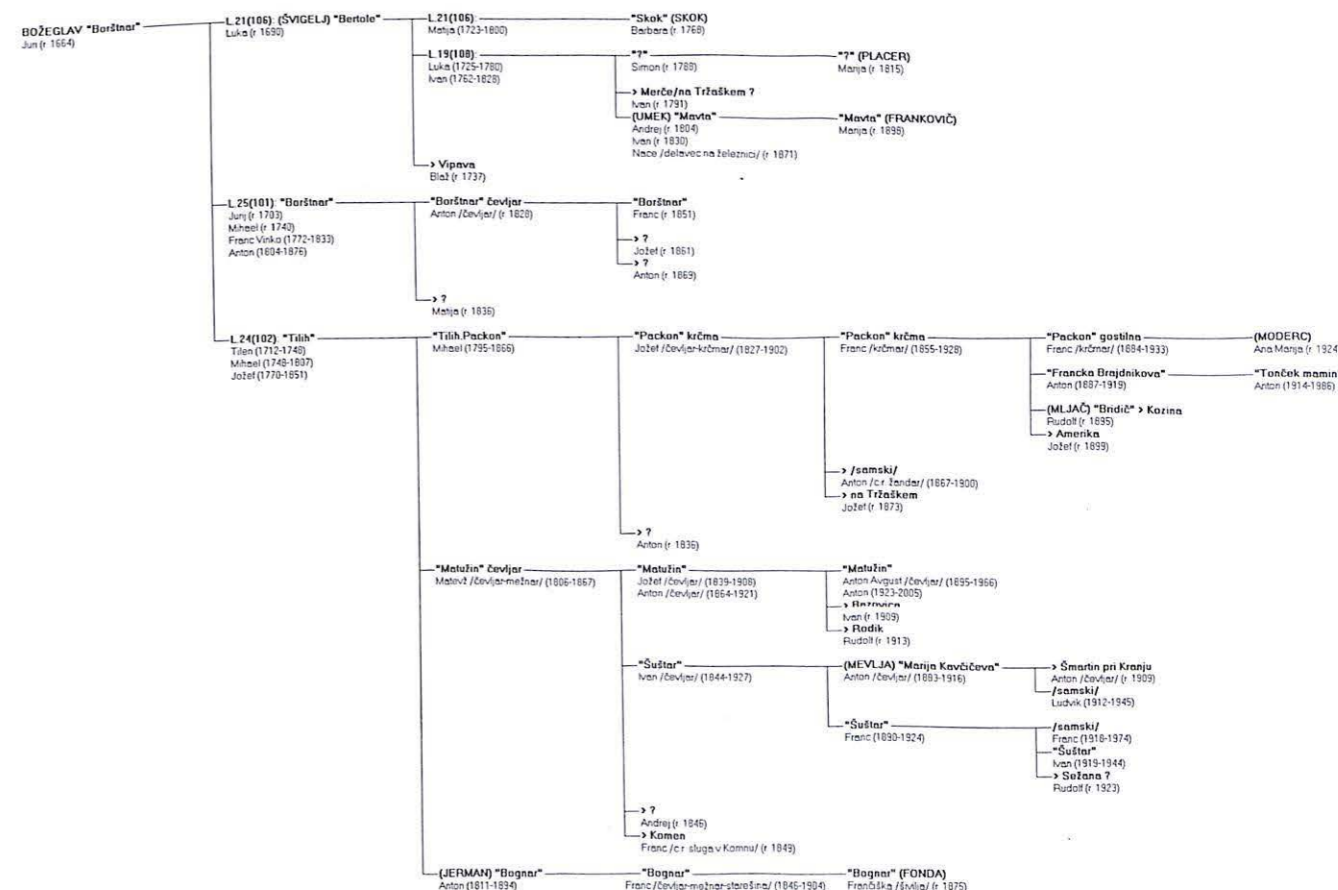 BOŽEGLAV "Borštnar"
Jun (r. 1664)
L.21(106): (ŠVIGELJ) "Bertole"
Luka (r. 1690)
L.21(106):
Matija (1723-1800)
"Skok" (SKOK)
Barbara (r. 1768)
L.19(108):
Luka (1725-1780)
Ivan (1762-1828)
"?"
Simon (r. 1788)
"?" (PLACER)
Marija (r. 1815)
> Merče/na Tržaškem ?
Ivan (r. 1791)
(UMEK) "Mavta"
Andrej (r. 1804)
Ivan (r. 1830)
Nace /delavec na železnici/ (r. 1871)
"Mavta" (FRANKOVIČ)
Marija (r. 1898)
> Vipava
Blaž (r. 1737)
L.25(101): "Borštnar"
Jurij (r. 1703)
Mihael (r. 1740)
Franc Vinko (1772-1833)
Anton (1804-1876)
"Borštnar" čevljar
Anton /čevljar/ (r. 1828)
"Borštnar"
Franc (r. 1851)
> ?
Jožef (r. 1861)
> ?
Anton (r. 1869)
> ?
Matija (r. 1836)
L.24(102). "Tilih"
Tilen (1712-1748)
Mihael (1748-1807)
Jožef (1770-1851)
"Tilih.Packon"
Mihael (1795-1866)
"Packon" krčma
Jožef /čevljar-krčmar/ (1827-1902)
"Packon" krčma
Franc /krčmar/ (1855-1928)
"Packon" gostilna
Franc /krčmar/ (1884-1933)
(MODERC)
Ana Marija (r. 1924
"Francka Brajdnikova"
Anton (1887-1919)
"Tonček mamin
Anton (1914-1986)
(MLJAČ) "Bridič" > Kozina
Rudolf (r. 1895)
> Amerika
Jožef (r. 1899)
> /samski/
Anton /c.r. žandar/ (1867-1900)
> na Tržaškem
Jožef (r. 1873)
> ?
Anton (r. 1836)
"Matužin" čevljar
Matevž /čevljar-mežnar/ (1806-1867)
"Matužin"
Jožef /čevljar/ (1839-1908)
Anton /čevljar/ (1864-1921)
"Matužin"
Anton Avgust /čevljar/ (1895-1966)
Anton (1923-2005)
> Bazovica
Ivan (r. 1909)
> Rodik
Rudolf (r. 1913)
"Šuštar"
Ivan /čevljar/ (1844-1927)
(MEVLJA) "Marija Kavčičeva"
Anton /čevljar/ (1883-1916)
> Šmartin pri Kranju
Anton /čevljar/ (r. 1909)
/samski/
Ludvik (1912-1945)
"Šuštar"
Franc (1890-1924)
/samski/
Franc (1918-1974)
"Šuštar"
Ivan (1919-1944)
> Sežana ?
Rudolf (r. 1923)
> ?
Andrej (r. 1846)
> Komen
Franc /c.r. sluga v Komnu/ (r. 1849)
(JERMAN) "Bognar"
Anton (1811-1894)
"Bognar"
Franc /čevljar-mežnar-starešina/ (1846-1904)
"Bognar" (FONDA)
Frančiška /šivilja/ (r. 1875)